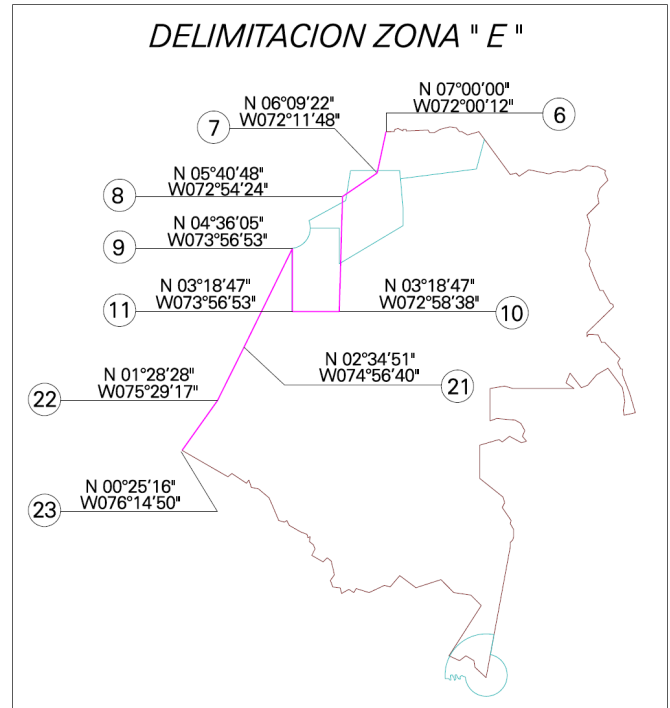 DELIMITACION ZONA " E "
N 07°00'00"
W072°00'12"
6
N 06°09'22"
W072°11'48"
7
N 05°40'48"
W072°54'24"
8
N 04°36'05"
W073°56'53"
9
N 03°18'47"
W073°56'53"
11
N 03°18'47"
W072°58'38"
10
N 02°34'51"
W074°56'40"
21
N 01°28'28"
W075°29'17"
22
N 00°25'16"
W076°14'50"
23